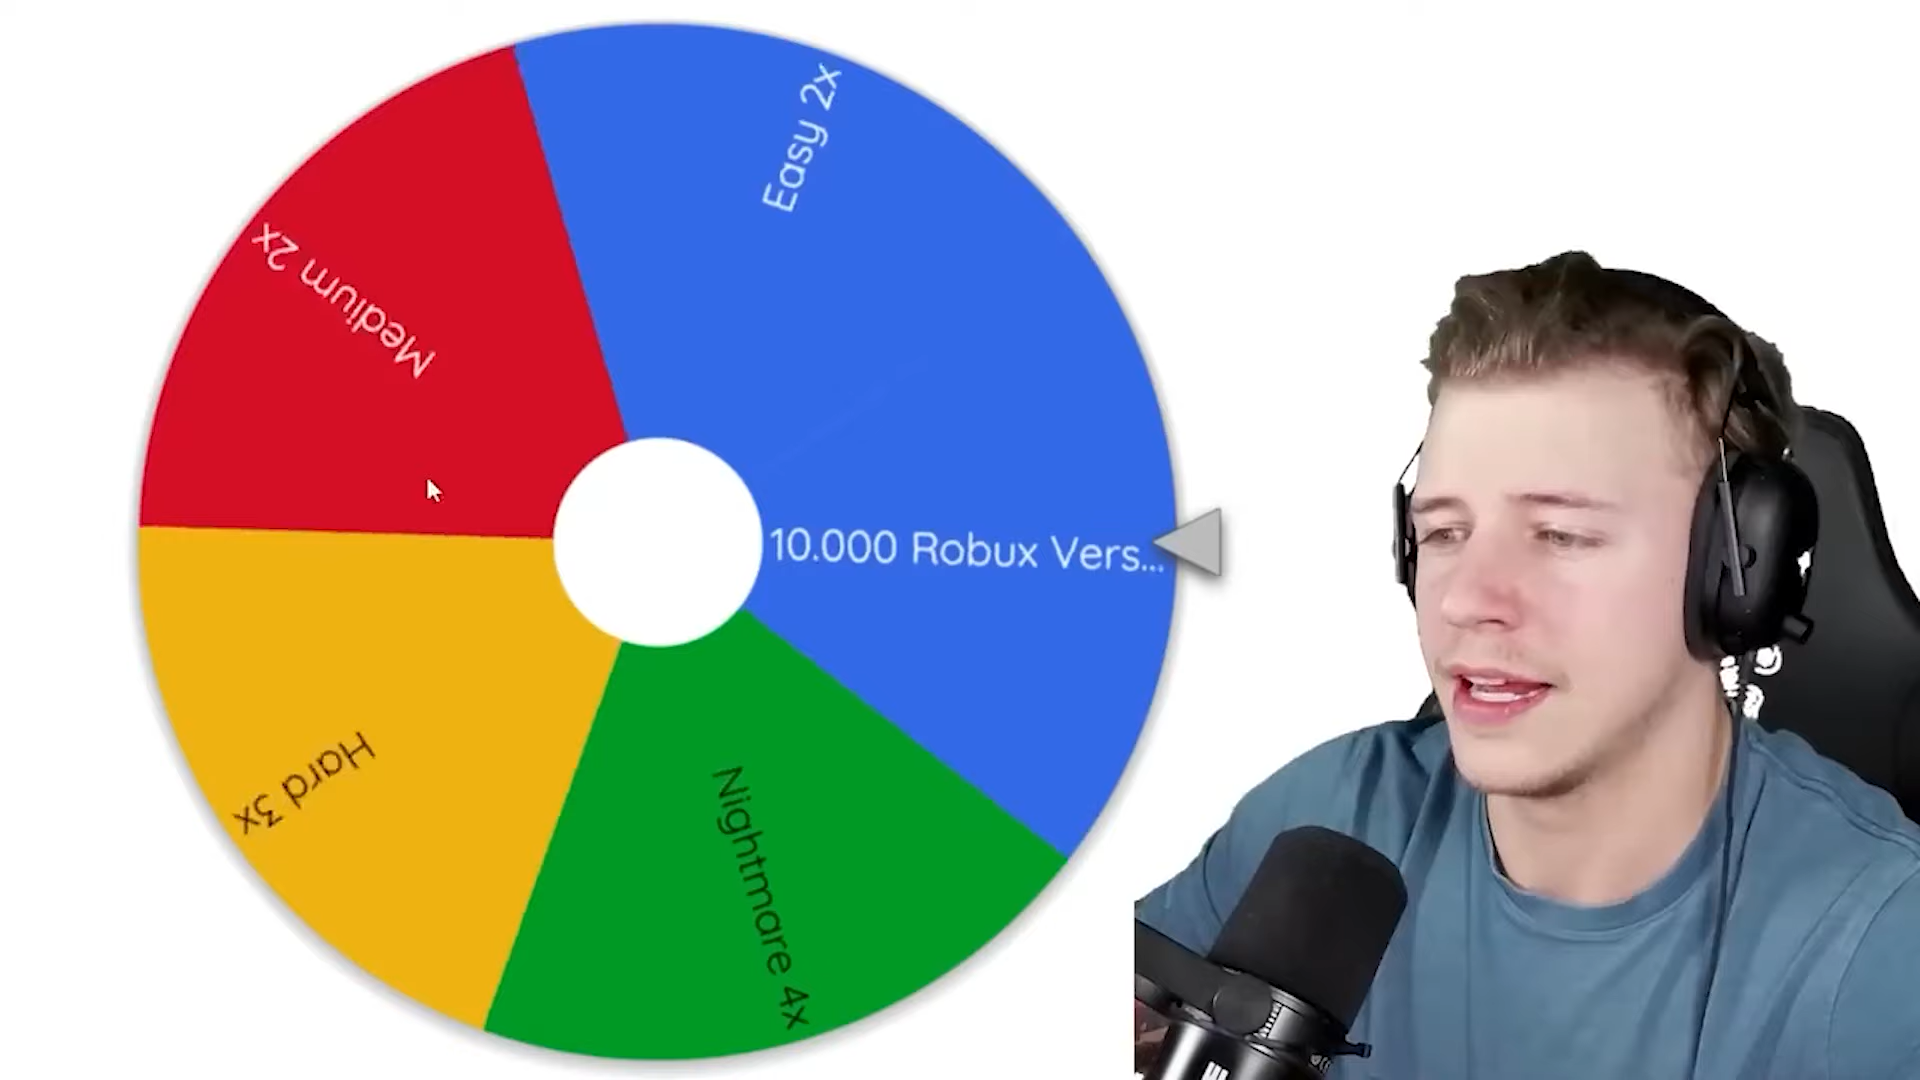 Easy 2x
Medium 2x
10.000 Robux Vers...
Hard 3x
Nightmare 4x